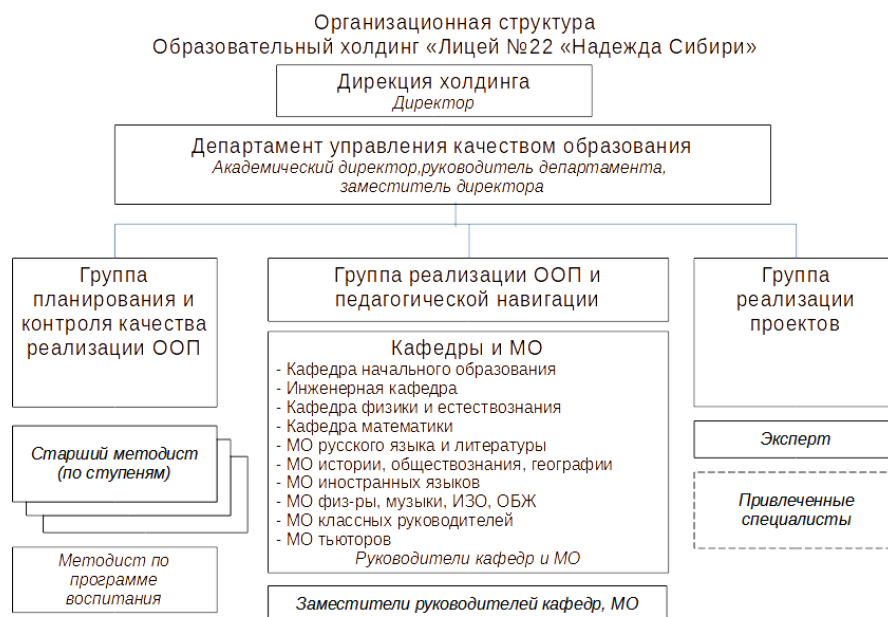 Организационная структура
Образовательный холдинг «Лицей №22 «Надежда Сибири»
Дирекция холдинга
Директор
Департамент управления качеством образования
Академический директор,руководитель департамента,
заместитель директора
Группа
планирования и
контроля качества
реализации ООП
Старший методист
(по ступеням)
Методист по
программе
воспитания
Группа реализации ООП и
педагогической навигации
Кафедры и МО
- Кафедра начального образования
- Инженерная кафедра
- Кафедра физики и естествознания
- Кафедра математики
- МО русского языка и литературы
- МО истории, обществознания, географии
- МО иностранных языков
- МО физ-ры, музыки, ИЗО, ОБЖ
- МО классных руководителей
- МО тьюторов
Руководители кафедр и МО
Заместители руководителей кафедр, МО
Группа
реализации
проектов
Эксперт
Привлеченные
специалисты